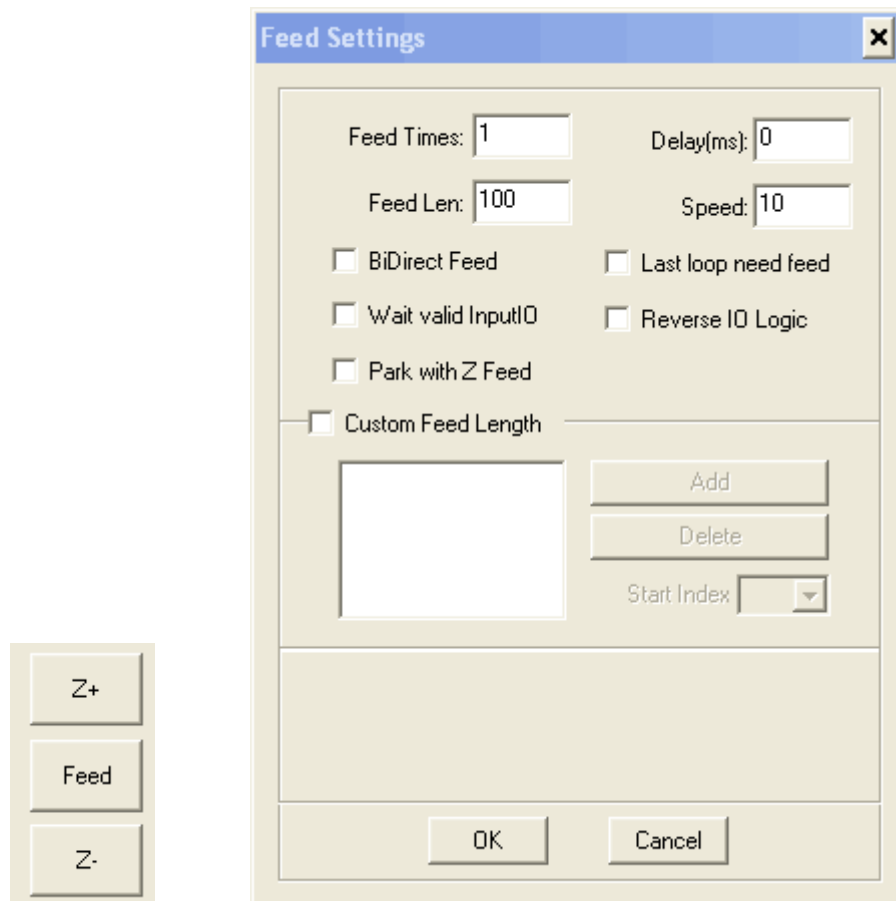 Feed Settings
Feed Times: 1
Delay(ms): 0
Feed Len: 100
Speed: 10
BiDirect Feed
Last loop need feed
Wait valid InputIO
Reverse IO Logic
Park with Z Feed
Custom Feed Length
Add
Delete
Start Index
OK
Cancel
Z+
Feed
Z-